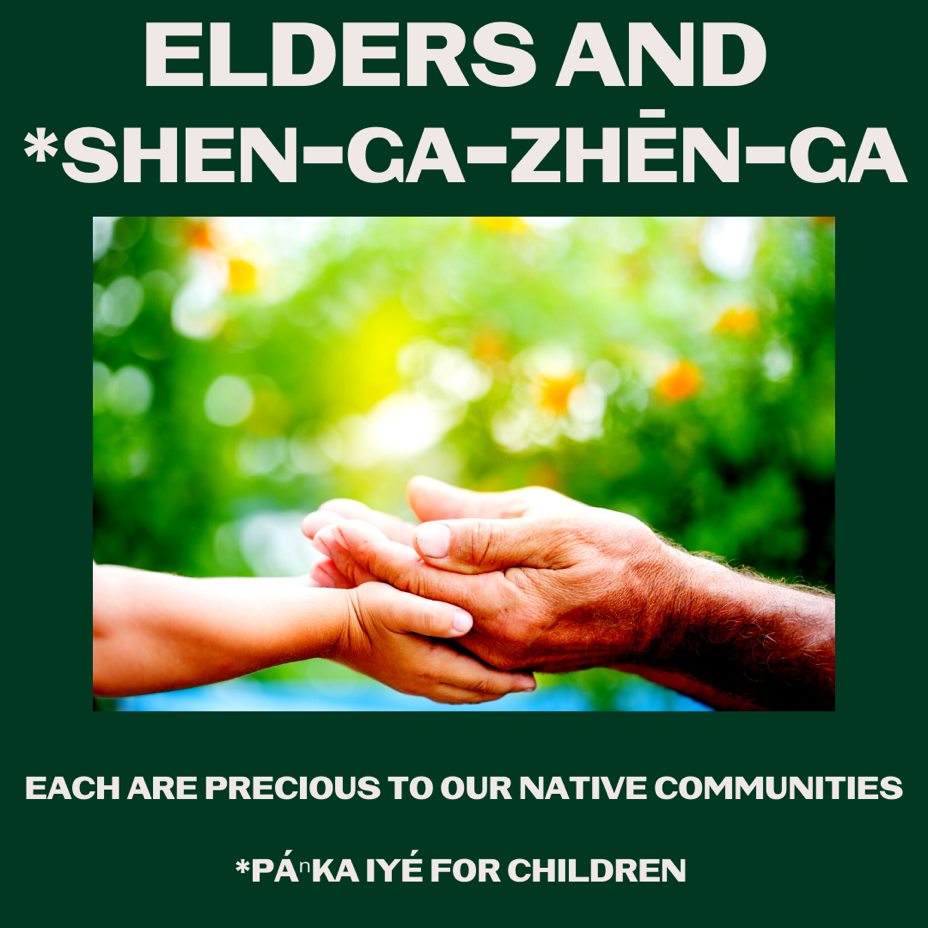 ELDERS AND
*SHEN-GA-ZHĒN-GA
EACH ARE PRECIOUS TO OUR NATIVE COMMUNITIES
*PÁⁿKA IYÉ FOR CHILDREN